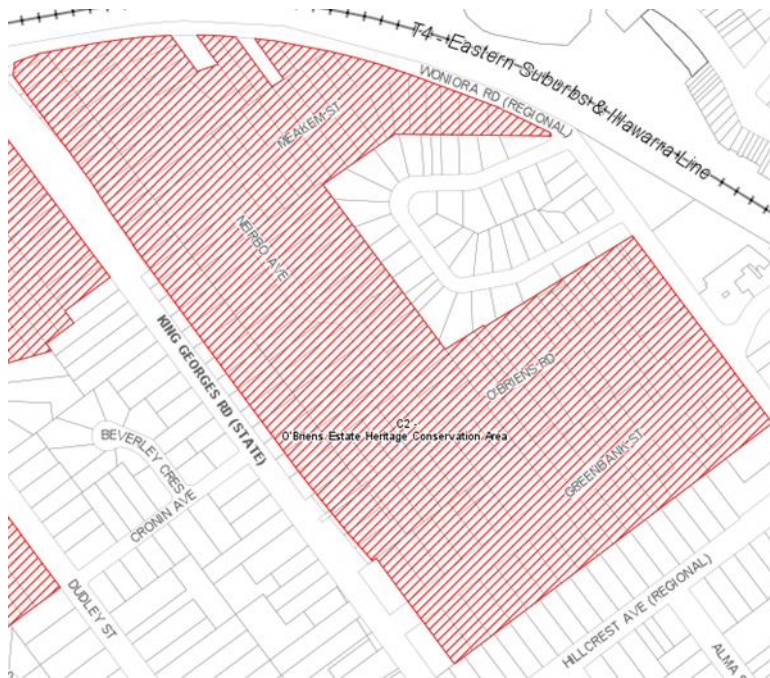 T4 - Eastern Suburbs & Illawarra Line
WONIORA RD (REGIONAL)
MEAKEM ST
NERBO AVE
KING GEORGES RD (STATE)
O'BRIENS RD
C2 -
O'Briens Estate Heritage Conservation Area
BEVERLEY CRES
GREENBANK ST
CRONIN AVE
DUDLEY ST
HILLCREST AVE (REGIONAL)
ALMA